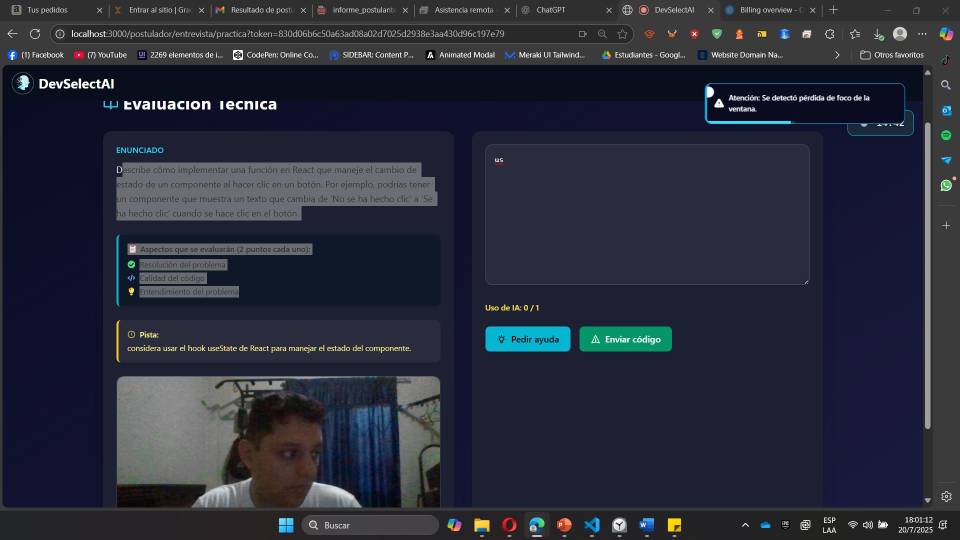 Tus pedidos
Entrar al sitio | Grac
Resultado de postu
informe_postulante
Asistencia remota
ChatGPT
DevSelectAI
Billing overview - O
localhost:3000/postulador/entrevista/practica?token=830d06b6c50a63ad08a02d7025d2938e3aa430d96c197e79
(1) Facebook
(7) YouTube
2269 elementos de i...
CodePen: Online Co...
SIDEBAR: Content P...
Animated Modal
Meraki UI Tailwind...
Estudiantes - Googl...
Website Domain Na...
Otros favoritos
DevSelectAI
Atención: Se detectó pérdida de foco de la
ventana.
14:42
Evaluación Técnica
ENUNCIADO
Describe cómo implementar una función en React que maneje el cambio de
estado de un componente al hacer clic en un botón. Por ejemplo, podrías tener
un componente que muestra un texto que cambia de 'No se ha hecho clic' a 'Se
ha hecho clic' cuando se hace clic en el botón.
Aspectos que se evaluarán (2 puntos cada uno):
Resolución del problema
Calidad del código
Entendimiento del problema
Pista:
considera usar el hook useState de React para manejar el estado del componente.
us
Uso de IA: 0 / 1
Pedir ayuda
Enviar código
Buscar
ESP
LAA
18:01:12
20/7/2025